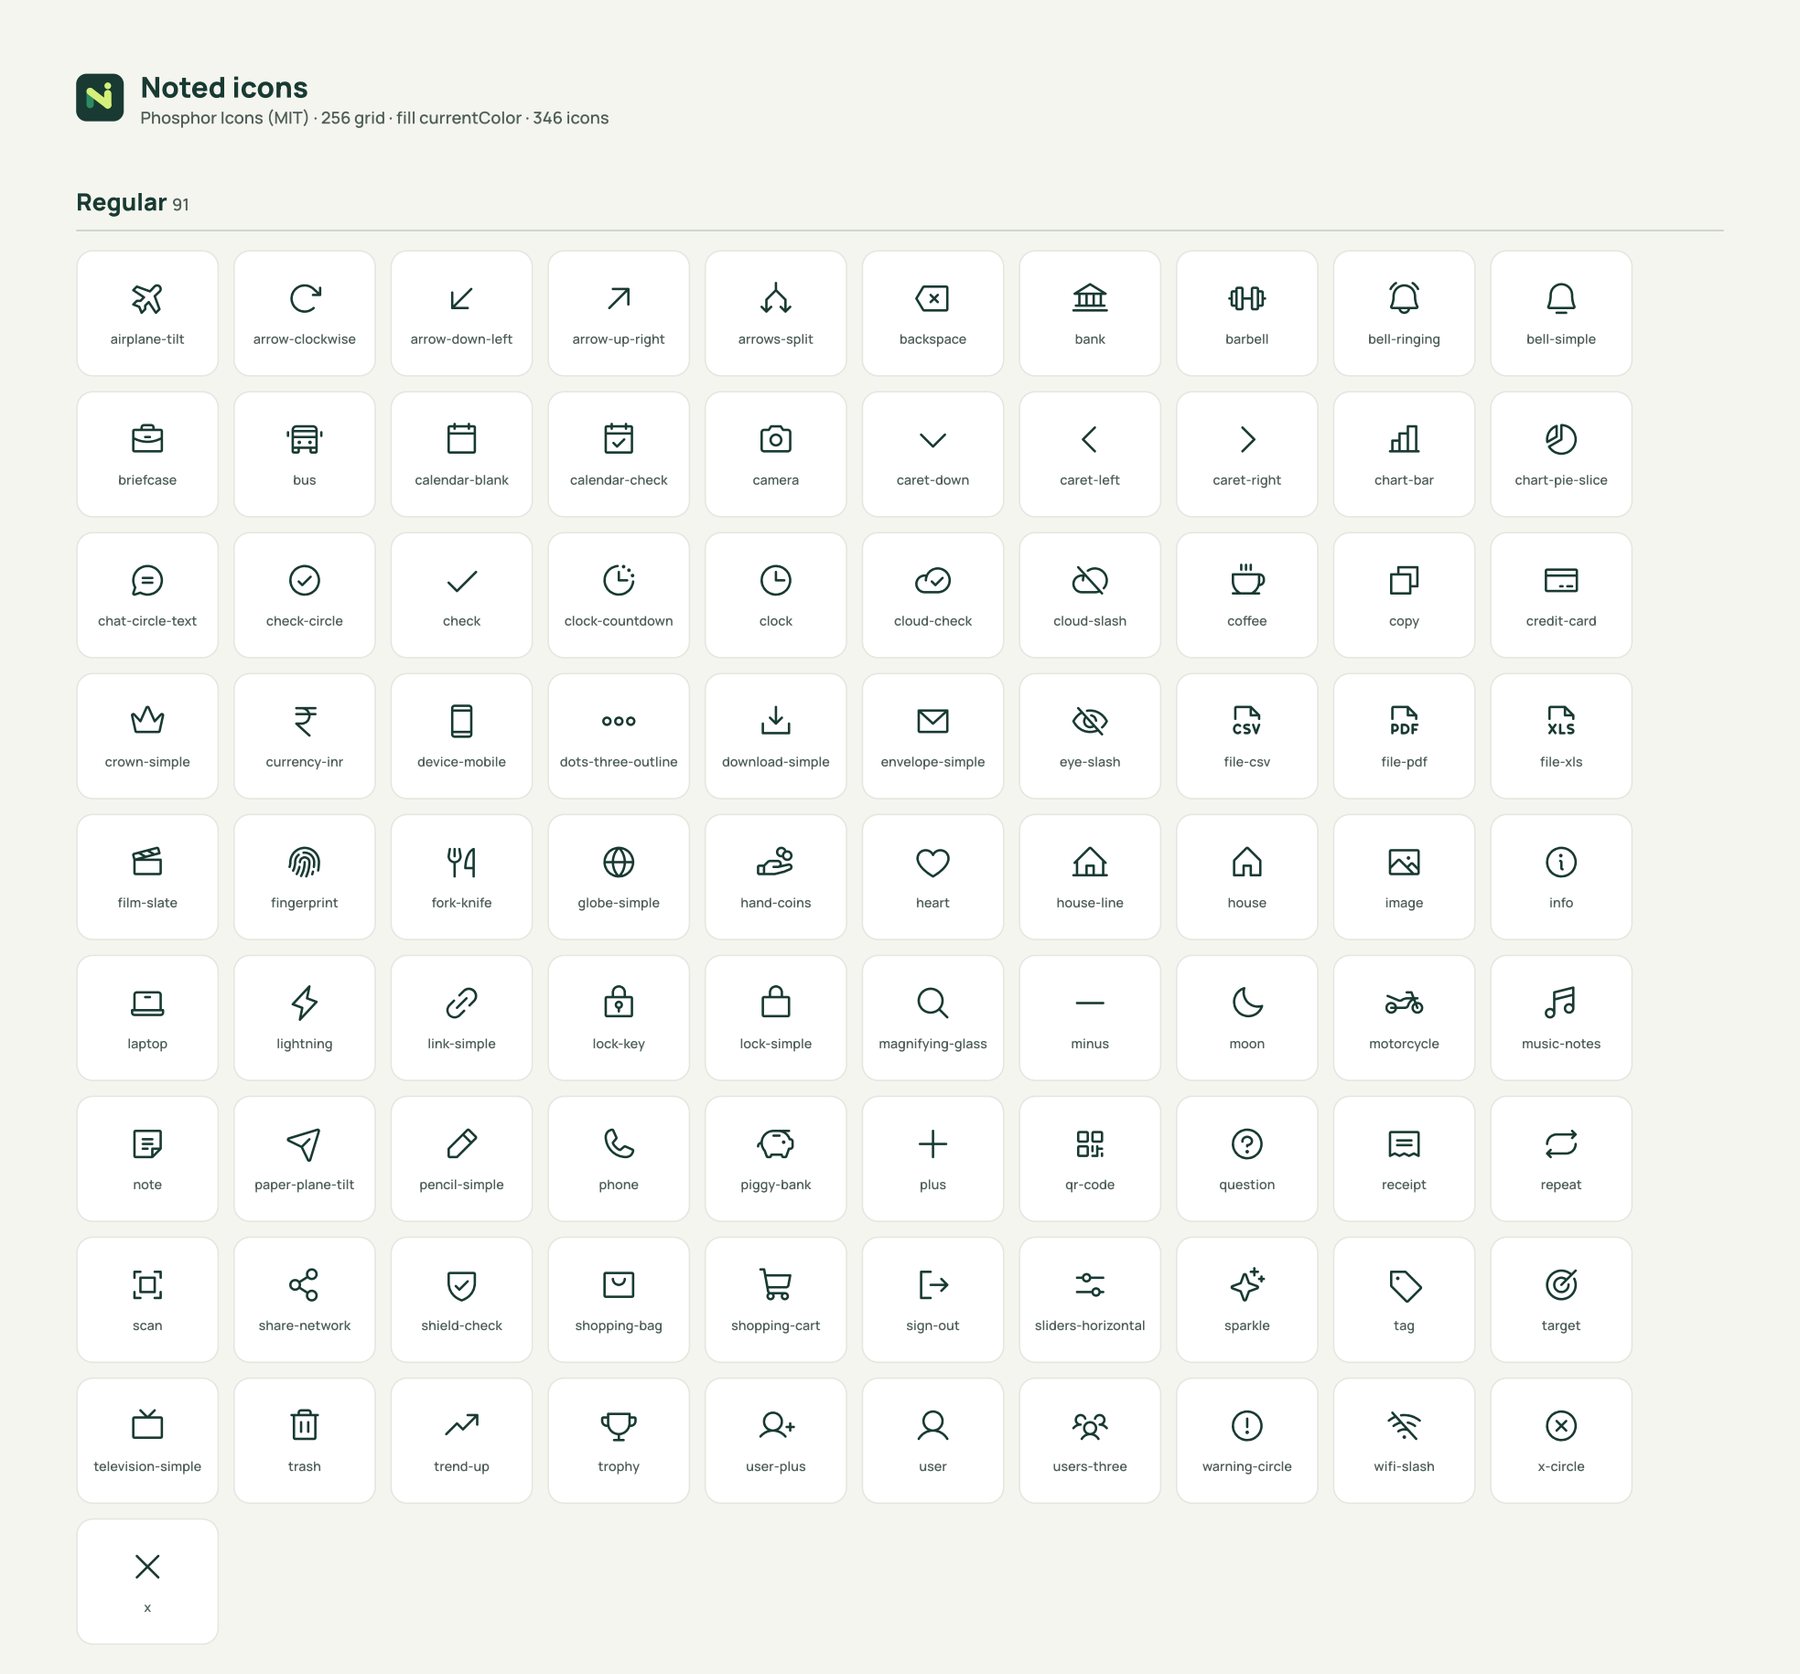 Noted icons
Phosphor Icons (MIT) · 256 grid · fill currentColor · 346 icons
Regular 91
airplane-tilt arrow-clockwise arrow-down-left arrow-up-right arrows-split backspace bank barbell bell-ringing bell-simple
briefcase bus calendar-blank calendar-check camera caret-down caret-left caret-right chart-bar chart-pie-slice
chat-circle-text check-circle check clock-countdown clock cloud-check cloud-slash coffee copy credit-card
CSV PDF XLS
crown-simple currency-inr device-mobile dots-three-outline download-simple envelope-simple eye-slash file-csv file-pdf file-xls
film-slate fingerprint fork-knife globe-simple hand-coins heart house-line house image info
laptop lightning link-simple lock-key lock-simple magnifying-glass minus moon motorcycle music-notes
note paper-plane-tilt pencil-simple phone piggy-bank plus qr-code question receipt repeat
scan share-network shield-check shopping-bag shopping-cart sign-out sliders-horizontal sparkle tag target
television-simple trash trend-up trophy user-plus user users-three warning-circle wifi-slash x-circle
x